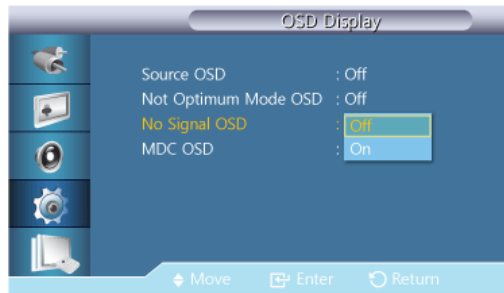 OSD Display
Source OSD : Off
Not Optimum Mode OSD : Off
No Signal OSD : Off
MDC OSD : On
Move Enter Return